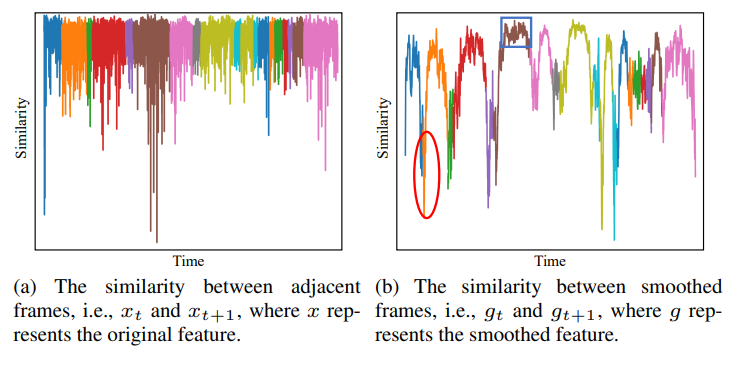 Similarity
Time
(a) The similarity between adjacent
frames, i.e., x_t and x_{t+1}, where x rep-
resents the original feature.
Similarity
Time
(b) The similarity between smoothed
frames, i.e., g_t and g_{t+1}, where g rep-
resents the smoothed feature.